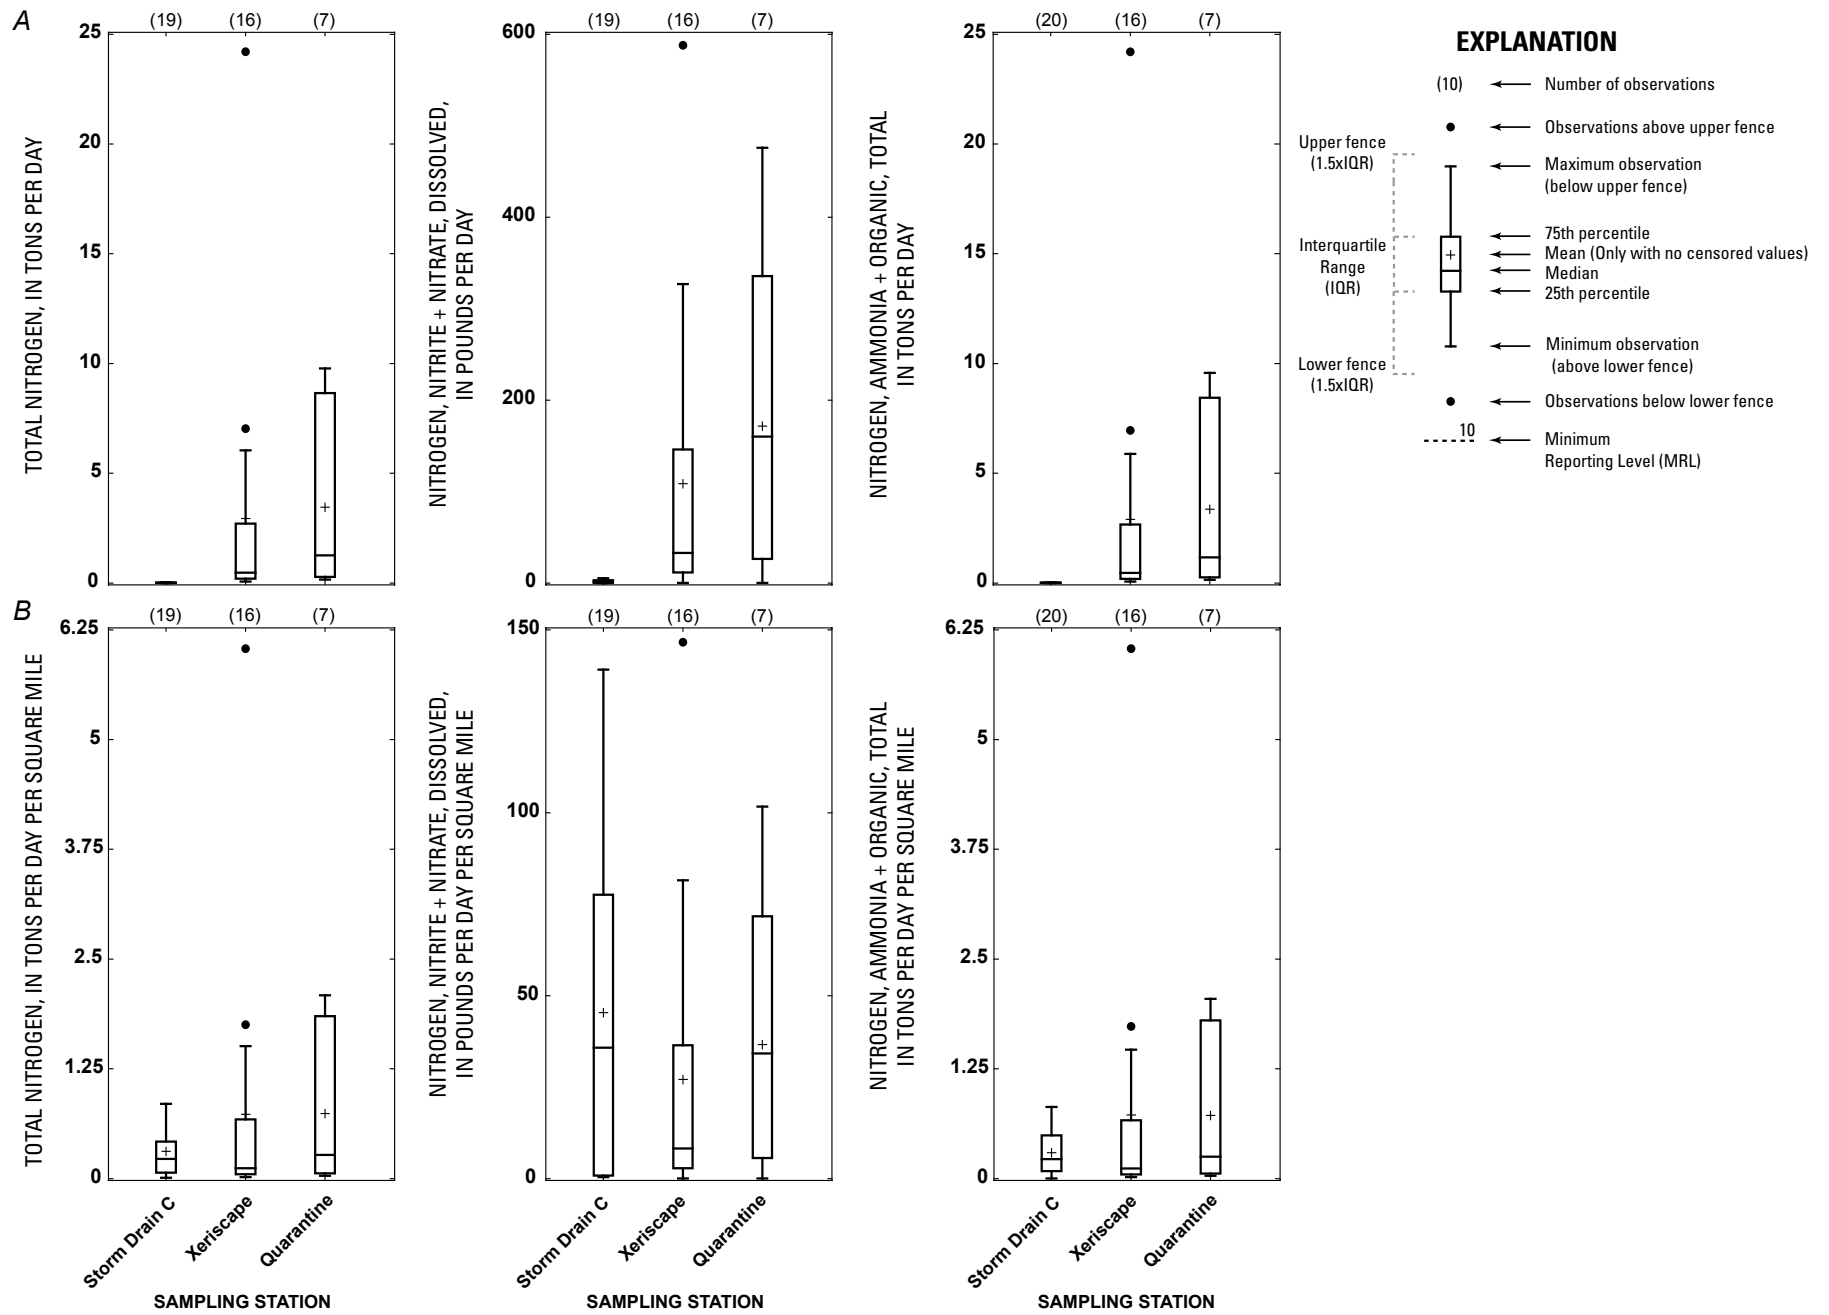 A
(19) (16) (7)
25
20
15
10
5
0
TOTAL NITROGEN, IN TONS PER DAY
(19) (16) (7)
600
400
200
0
NITROGEN, NITRITE + NITRATE, DISSOLVED,
IN POUNDS PER DAY
(20) (16) (7)
25
20
15
10
5
0
NITROGEN, AMMONIA + ORGANIC, TOTAL
IN TONS PER DAY
EXPLANATION
(10) Number of observations
Observations above upper fence
Upper fence
(1.5xIQR)
Maximum observation
(below upper fence)
Interquartile
Range
(IQR)
75th percentile
Mean (Only with no censored values)
Median
25th percentile
Minimum observation
(above lower fence)
Lower fence
(1.5xIQR)
Observations below lower fence
10
Minimum
Reporting Level (MRL)
B
(19) (16) (7)
6.25
5
3.75
2.5
1.25
0
TOTAL NITROGEN, IN TONS PER DAY PER SQUARE MILE
Storm Drain C
Xeriscape
Quarantine
SAMPLING STATION
(19) (16) (7)
150
100
50
0
NITROGEN, NITRITE + NITRATE, DISSOLVED,
IN POUNDS PER DAY PER SQUARE MILE
Storm Drain C
Xeriscape
Quarantine
SAMPLING STATION
(20) (16) (7)
6.25
5
3.75
2.5
1.25
0
NITROGEN, AMMONIA + ORGANIC, TOTAL
IN TONS PER DAY PER SQUARE MILE
Storm Drain C
Xeriscape
Quarantine
SAMPLING STATION